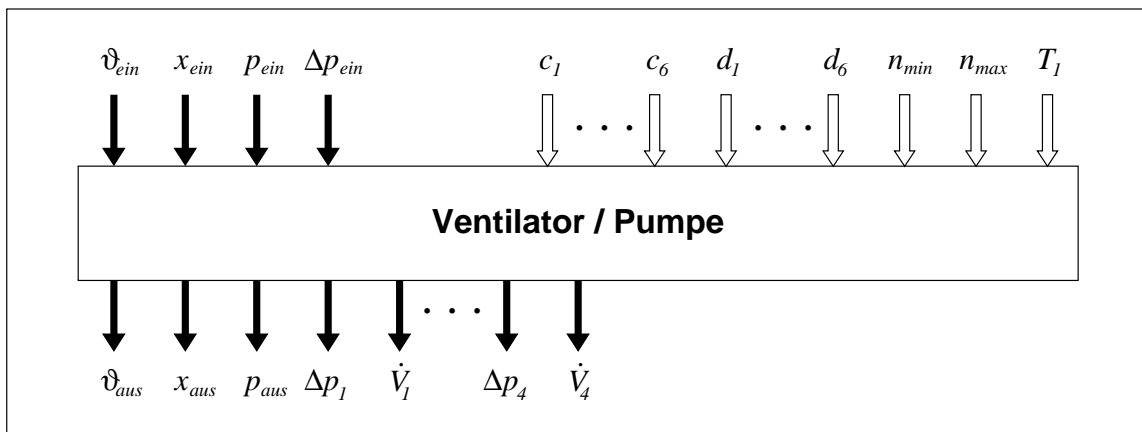 ϑein xein pein Δpein c1 c6 d1 d6 nmin nmax T1
. . . . . .
Ventilator / Pumpe
. . .
ϑaus xaus paus Δp1 V̇1 Δp4 V̇4